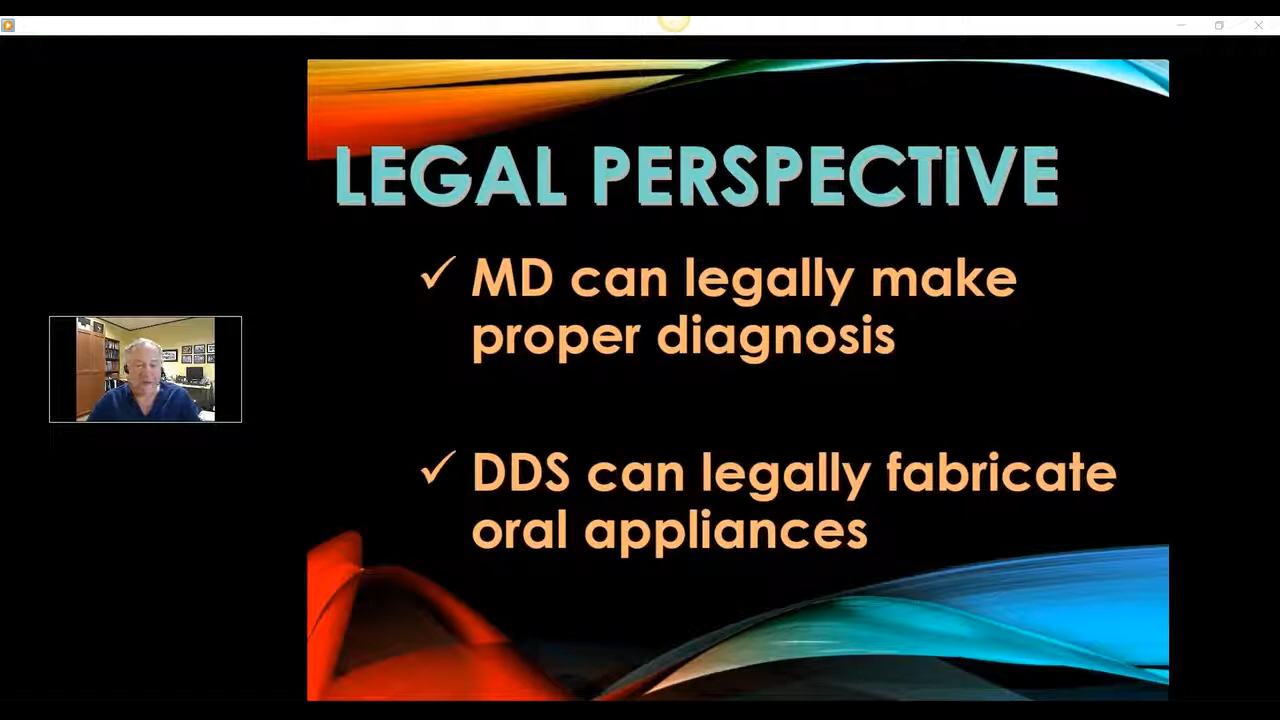 LEGAL PERSPECTIVE
✓ MD can legally make
proper diagnosis
✓ DDS can legally fabricate
oral appliances